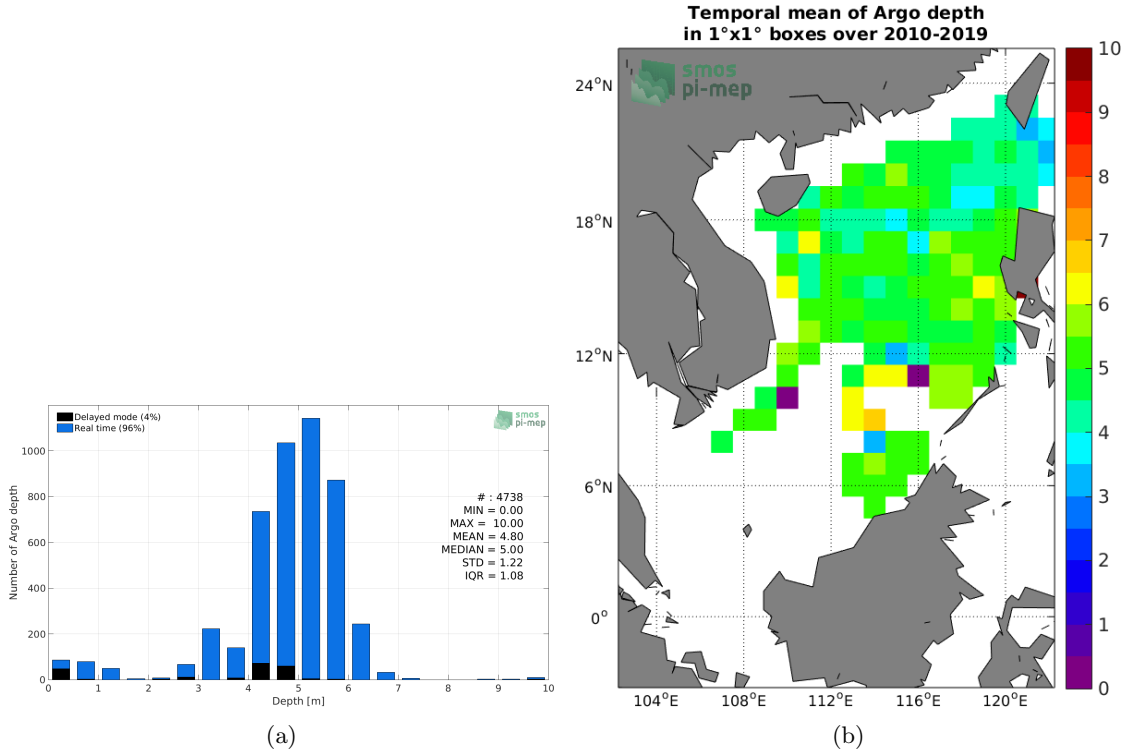 Temporal mean of Argo depth
in 1°x1° boxes over 2010-2019
smos
pi-mep
24°N
18°N
12°N
6°N
0°
104°E
108°E
112°E
116°E
120°E
10
9
8
7
6
5
4
3
2
1
0
Delayed mode (4%)
Real time (96%)
smos
pi-mep
# : 4738
MIN = 0.00
MAX = 10.00
MEAN = 4.80
MEDIAN = 5.00
STD = 1.22
IQR = 1.08
Number of Argo depth
1000
800
600
400
200
0
0
1
2
3
4
5
6
7
8
9
10
Depth [m]
(a)
(b)